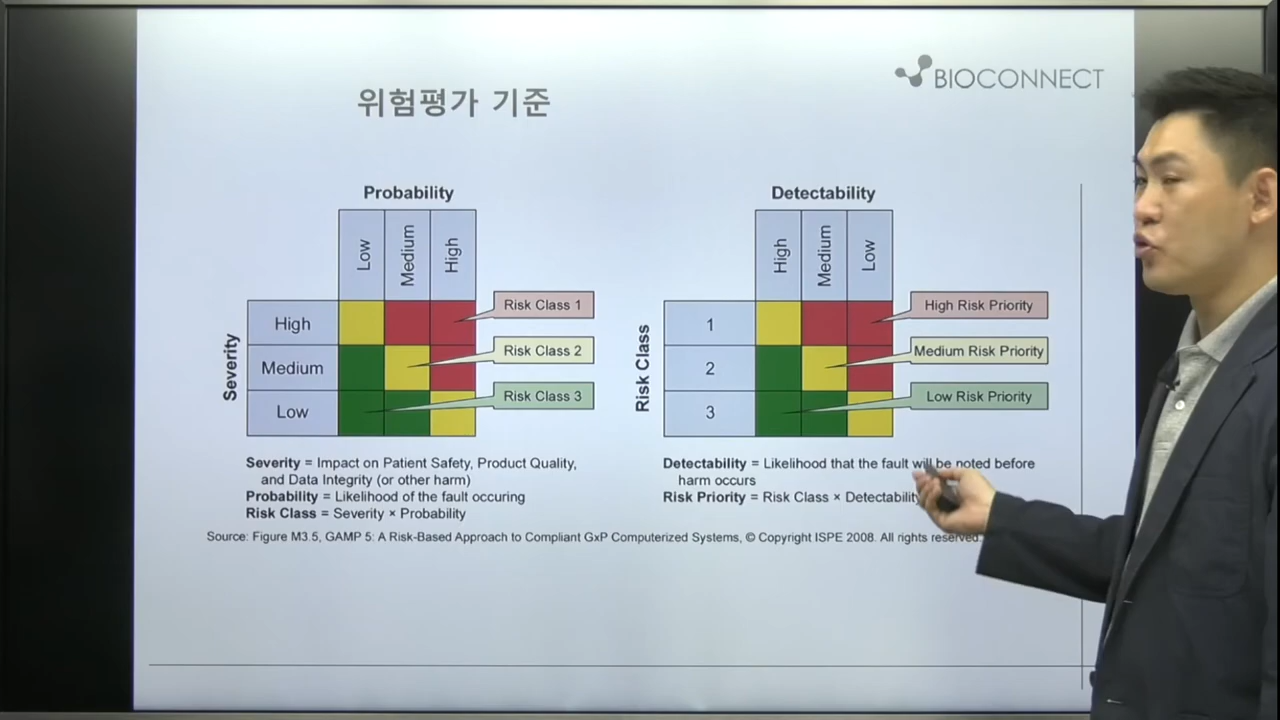 BIOCONNECT
위험평가 기준
Probability
Low
Medium
High
Severity
High
Medium
Low
Risk Class 1
Risk Class 2
Risk Class 3
Severity = Impact on Patient Safety, Product Quality,
and Data Integrity (or other harm)
Probability = Likelihood of the fault occuring
Risk Class = Severity × Probability
Detectability
High
Medium
Low
Risk Class
1
2
3
High Risk Priority
Medium Risk Priority
Low Risk Priority
Detectability = Likelihood that the fault will be noted before
harm occurs
Risk Priority = Risk Class × Detectability
Source: Figure M3.5, GAMP 5: A Risk-Based Approach to Compliant GxP Computerized Systems, © Copyright ISPE 2008. All rights reserved.